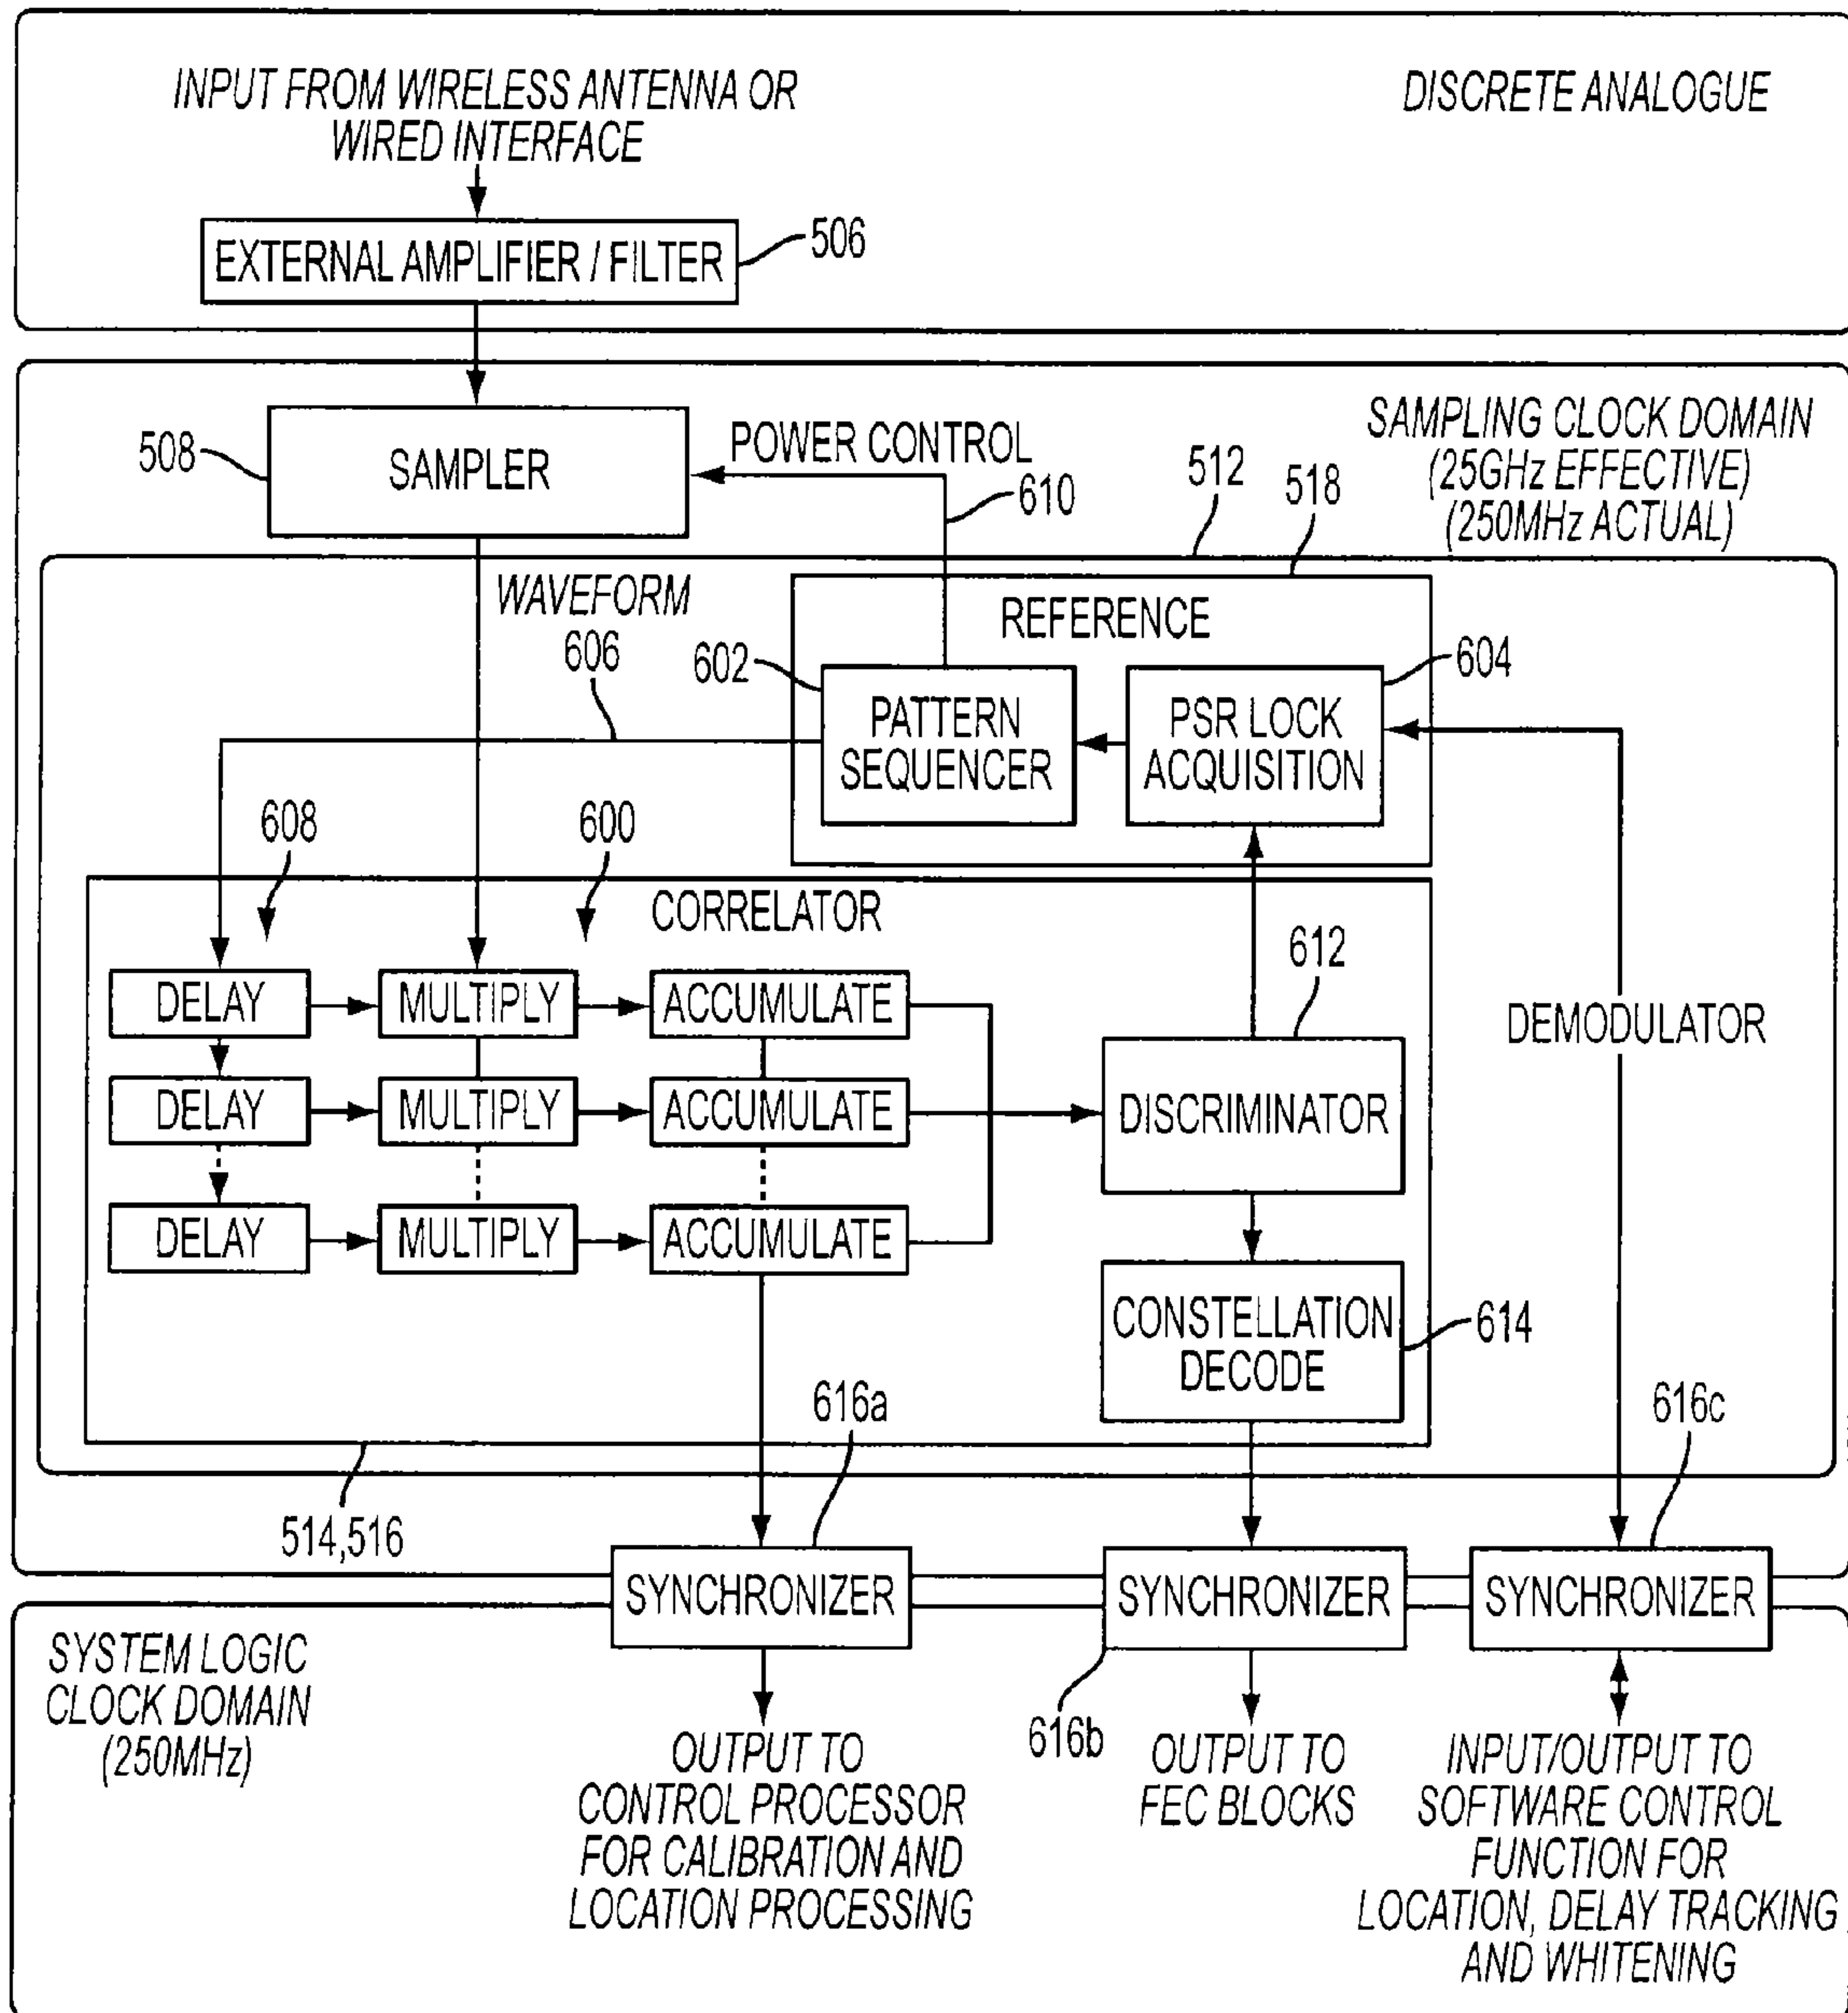 INPUT FROM WIRELESS ANTENNA OR
WIRED INTERFACE
DISCRETE ANALOGUE
EXTERNAL AMPLIFIER / FILTER
506
SAMPLING CLOCK DOMAIN
(25GHz EFFECTIVE)
(250MHz ACTUAL)
508
SAMPLER
POWER CONTROL
610
512
518
WAVEFORM
606
REFERENCE
602
604
PATTERN
SEQUENCER
PSR LOCK
ACQUISITION
608
600
CORRELATOR
612
DELAY
MULTIPLY
ACCUMULATE
DEMODULATOR
DELAY
MULTIPLY
ACCUMULATE
DISCRIMINATOR
DELAY
MULTIPLY
ACCUMULATE
CONSTELLATION
DECODE
614
616a
616c
514,516
SYNCHRONIZER
SYNCHRONIZER
SYNCHRONIZER
SYSTEM LOGIC
CLOCK DOMAIN
(250MHz)
616b
OUTPUT TO
CONTROL PROCESSOR
FOR CALIBRATION AND
LOCATION PROCESSING
OUTPUT TO
FEC BLOCKS
INPUT/OUTPUT TO
SOFTWARE CONTROL
FUNCTION FOR
LOCATION, DELAY TRACKING
AND WHITENING